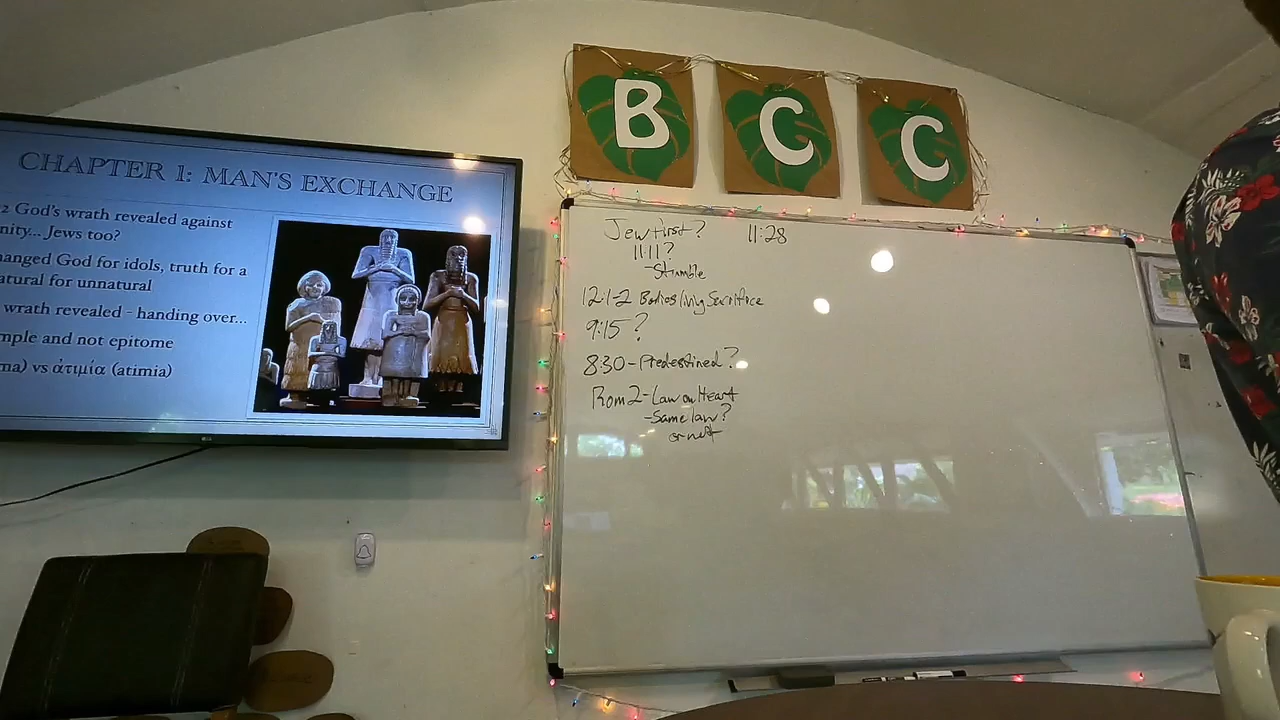 CHAPTER 1: MAN'S EXCHANGE
2 God's wrath revealed against
nity... Jews too?
hanged God for idols, truth for a
atural for unnatural
wrath revealed - handing over...
mple and not epitome
ma) vs ἀτιμία (atimia)
B C C
Jew first? 11:28
11:11?
-Stumble
12:1-2 Bodies living Sacrifice
9:15?
8:30-Predestined?
Rom 2-Law on Heart
-Same law?
or not